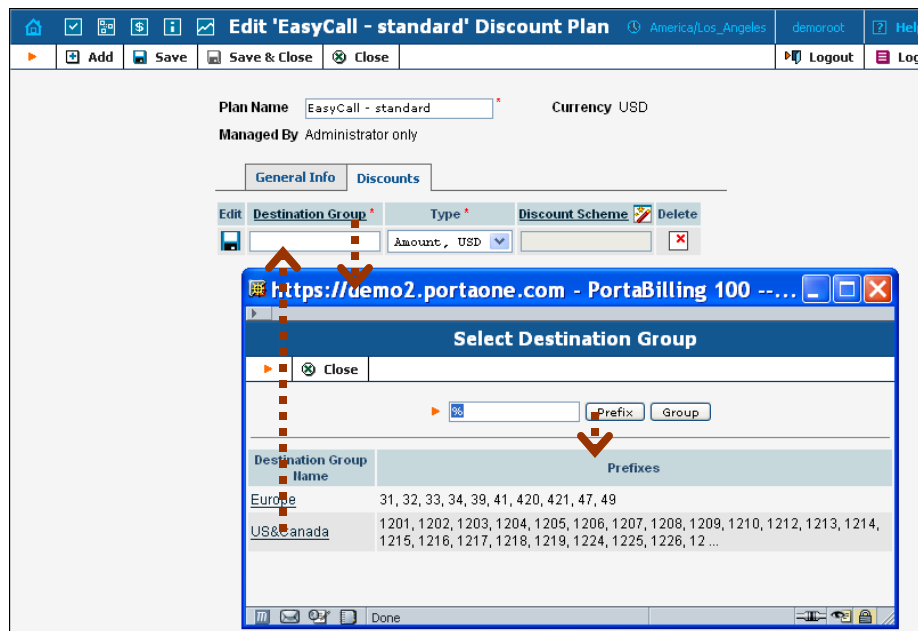 Edit 'EasyCall - standard' Discount Plan America/Los_Angeles demoroot ? Hel
Add Save Save & Close Close Logout Log
Plan Name EasyCall - standard * Currency USD
Managed By Administrator only
General Info Discounts
Edit Destination Group * Type * Discount Scheme Delete
Amount, USD
https://demo2.portaone.com - PortaBilling 100 --...
Select Destination Group
Close
% Prefix Group
Destination Group Name Prefixes
Europe 31, 32, 33, 34, 39, 41, 420, 421, 47, 49
US&Canada 1201, 1202, 1203, 1204, 1205, 1206, 1207, 1208, 1209, 1210, 1212, 1213, 1214,
1215, 1216, 1217, 1218, 1219, 1224, 1225, 1226, 12 ...
Done